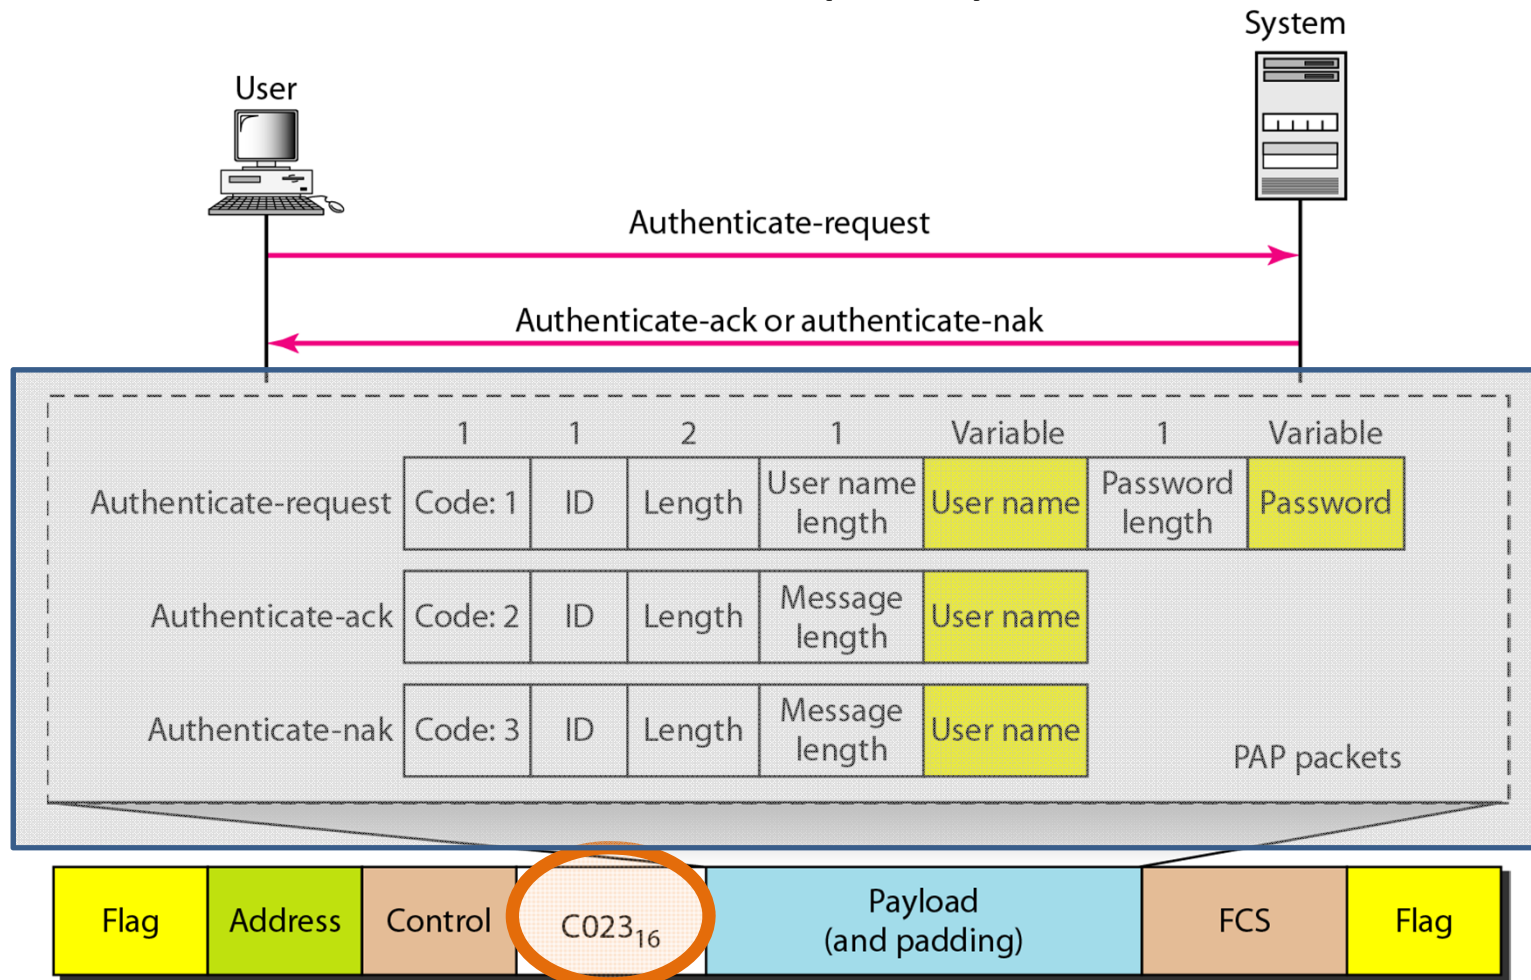 System
User
Authenticate-request
Authenticate-ack or authenticate-nak
1 1 2 1 Variable 1 Variable
Authenticate-request Code: 1 ID Length User name length User name Password length Password
Authenticate-ack Code: 2 ID Length Message length User name
Authenticate-nak Code: 3 ID Length Message length User name
PAP packets
Flag Address Control C023₁₆ Payload (and padding) FCS Flag